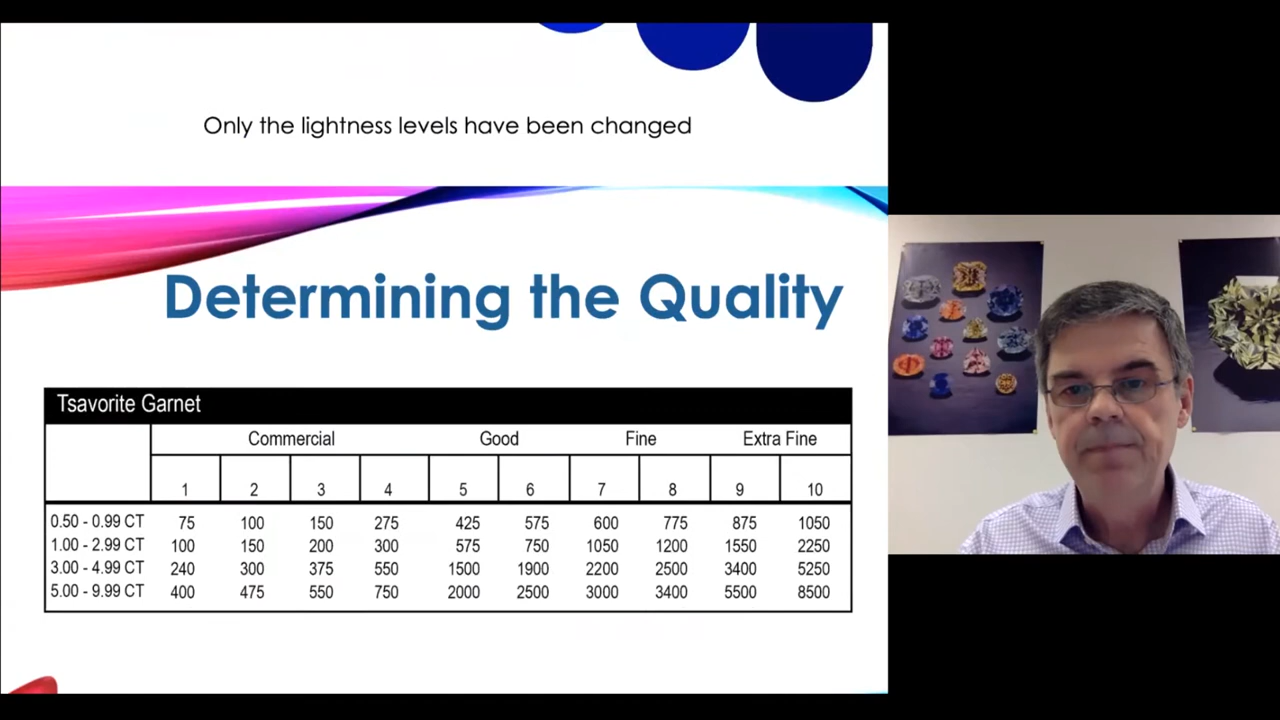 Only the lightness levels have been changed
Determining the Quality
Tsavorite Garnet
Commercial Good Fine Extra Fine
1 2 3 4 5 6 7 8 9 10
0.50 - 0.99 CT 75 100 150 275 425 575 600 775 875 1050
1.00 - 2.99 CT 100 150 200 300 575 750 1050 1200 1550 2250
3.00 - 4.99 CT 240 300 375 550 1500 1900 2200 2500 3400 5250
5.00 - 9.99 CT 400 475 550 750 2000 2500 3000 3400 5500 8500